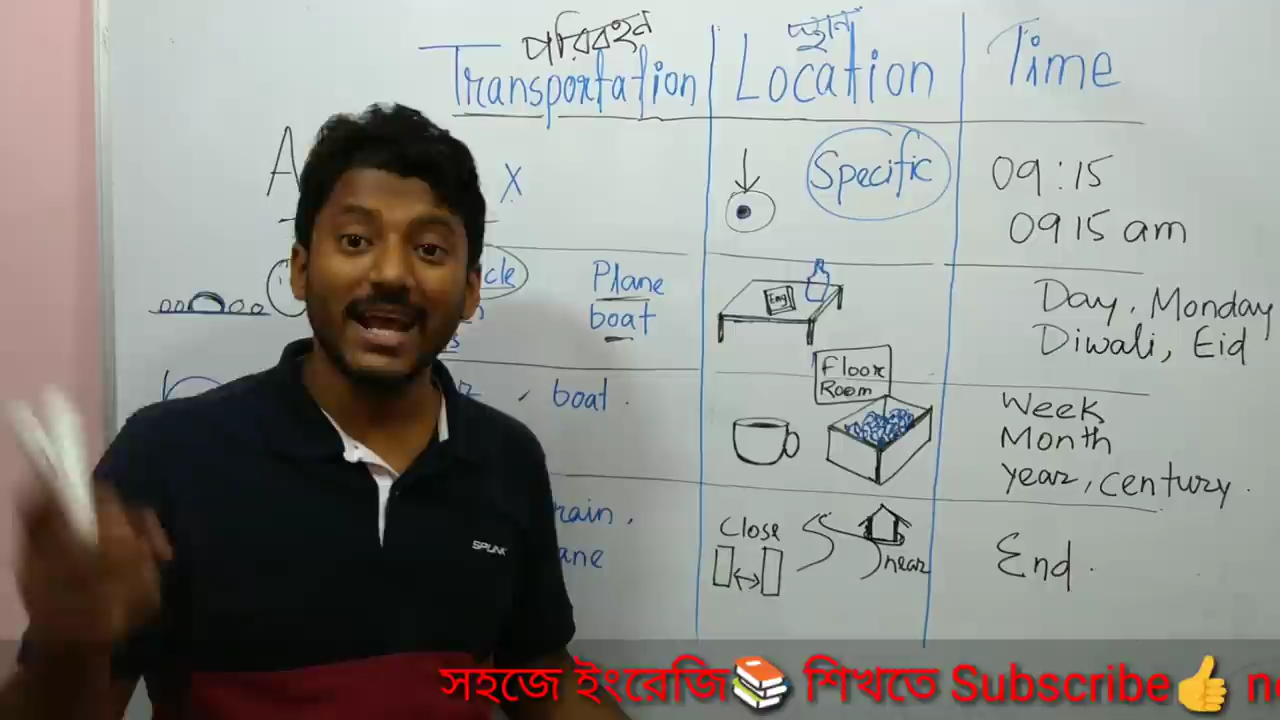 পরিবহন
স্থান
Transportation
Location
Time
A
X
Specific
09:15
0915 am
Plane
boat
Eng
Day, Monday
Diwali, Eid
Floor
Room
boat.
Week
Month
Year, century.
Close
near
End.
SPUNK
সহজে ইংরেজি📚 শিখতে Subscribe👍